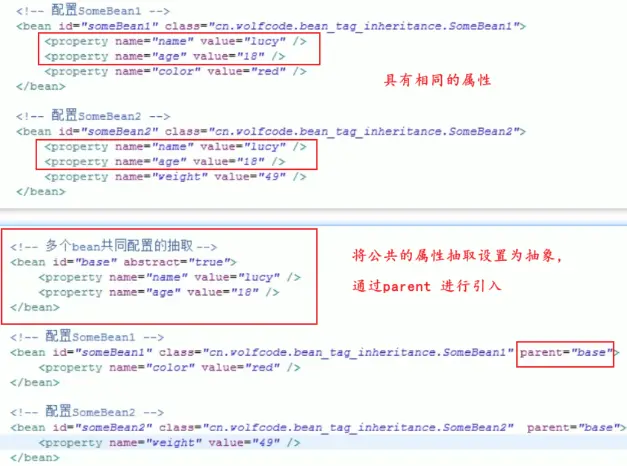 <!-- 配置SomeBean1 -->
<bean id="someBean1" class="cn.wolfcode.bean_tag_inheritance.SomeBean1">
<property name="name" value="lucy" />
<property name="age" value="18" />
<property name="color" value="red" />
</bean>
具有相同的属性
<!-- 配置SomeBean2 -->
<bean id="someBean2" class="cn.wolfcode.bean_tag_inheritance.SomeBean2">
<property name="name" value="lucy" />
<property name="age" value="18" />
<property name="weight" value="49" />
</bean>
<!-- 多个bean共同配置的抽取 -->
<bean id="base" abstract="true">
<property name="name" value="lucy" />
<property name="age" value="18" />
</bean>
将公共的属性抽取设置为抽象，
通过parent 进行引入
<!-- 配置SomeBean1 -->
<bean id="someBean1" class="cn.wolfcode.bean_tag_inheritance.SomeBean1" parent="base">
<property name="color" value="red" />
</bean>
<!-- 配置SomeBean2 -->
<bean id="someBean2" class="cn.wolfcode.bean_tag_inheritance.SomeBean2" parent="base">
<property name="weight" value="49" />
</bean>